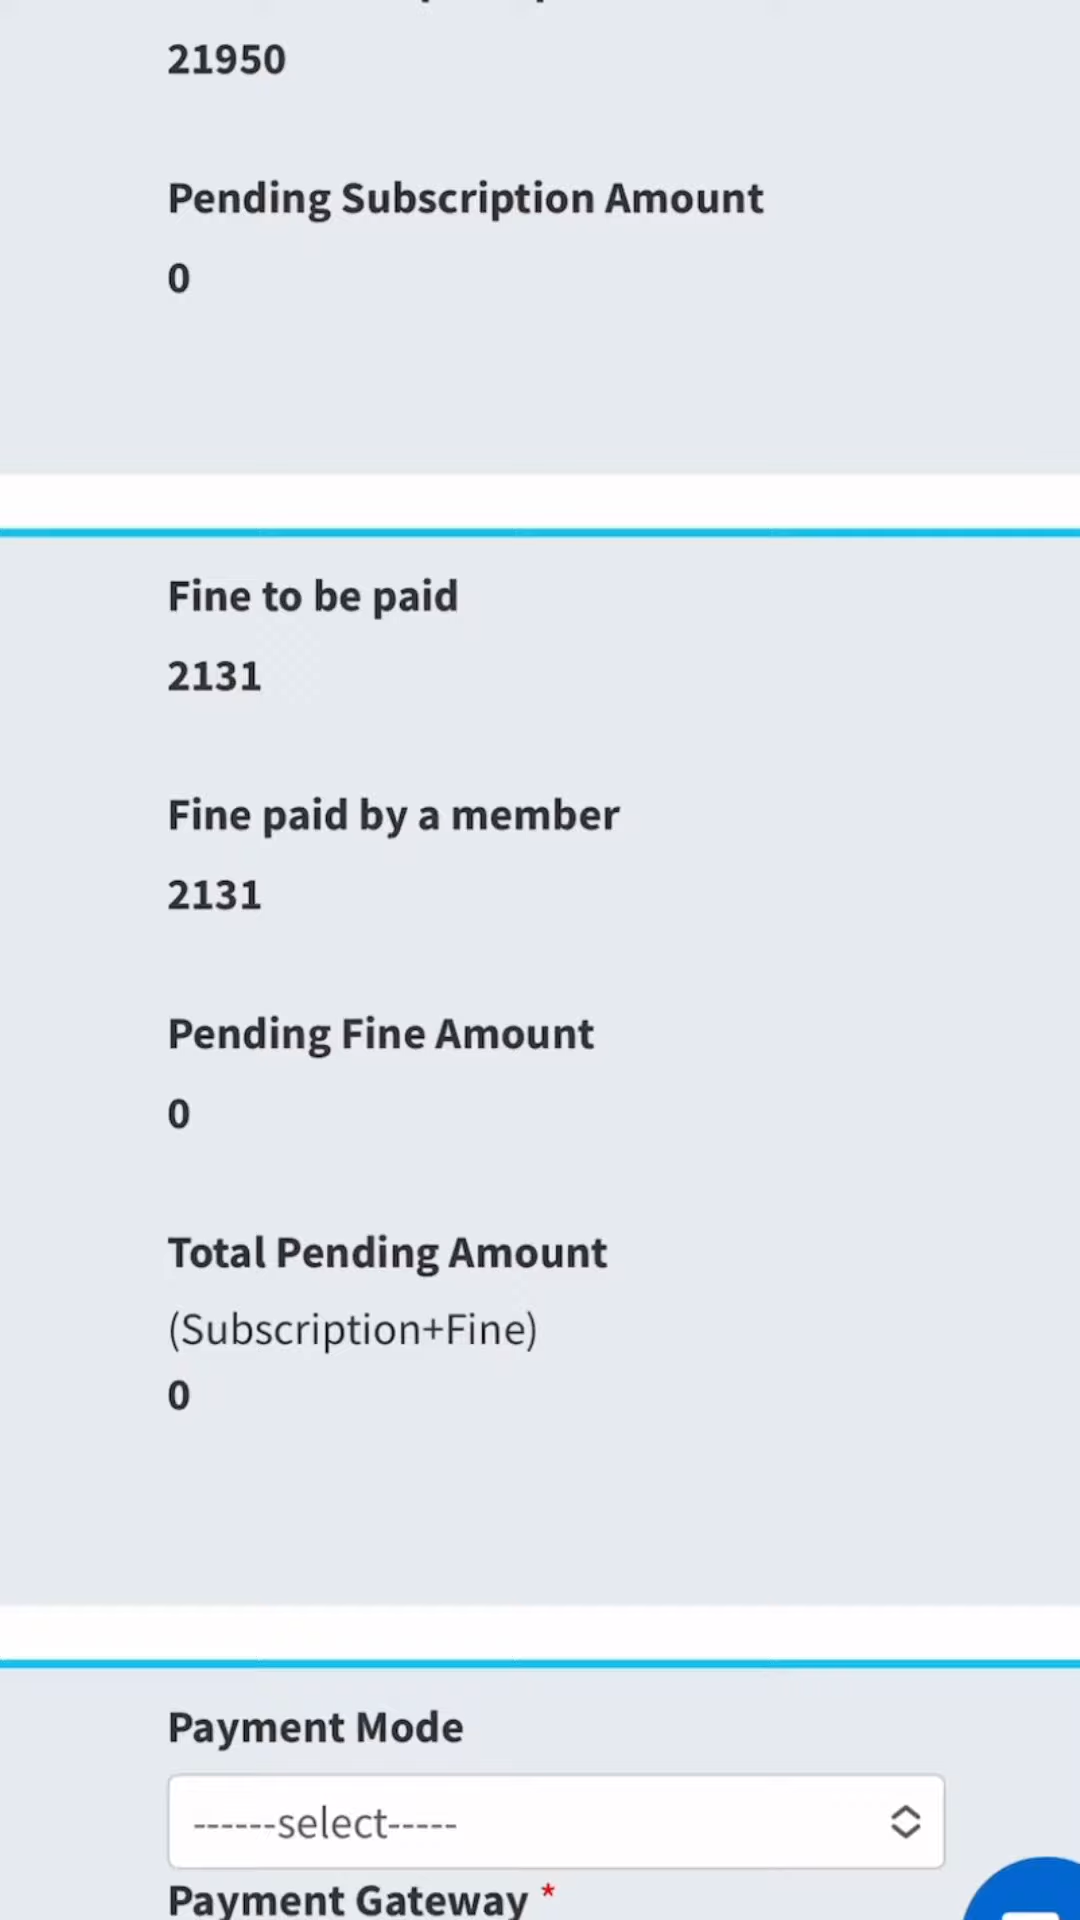 21950
Pending Subscription Amount
0
Fine to be paid
2131
Fine paid by a member
2131
Pending Fine Amount
0
Total Pending Amount
(Subscription+Fine)
0
Payment Mode
------select-----
Payment Gateway *